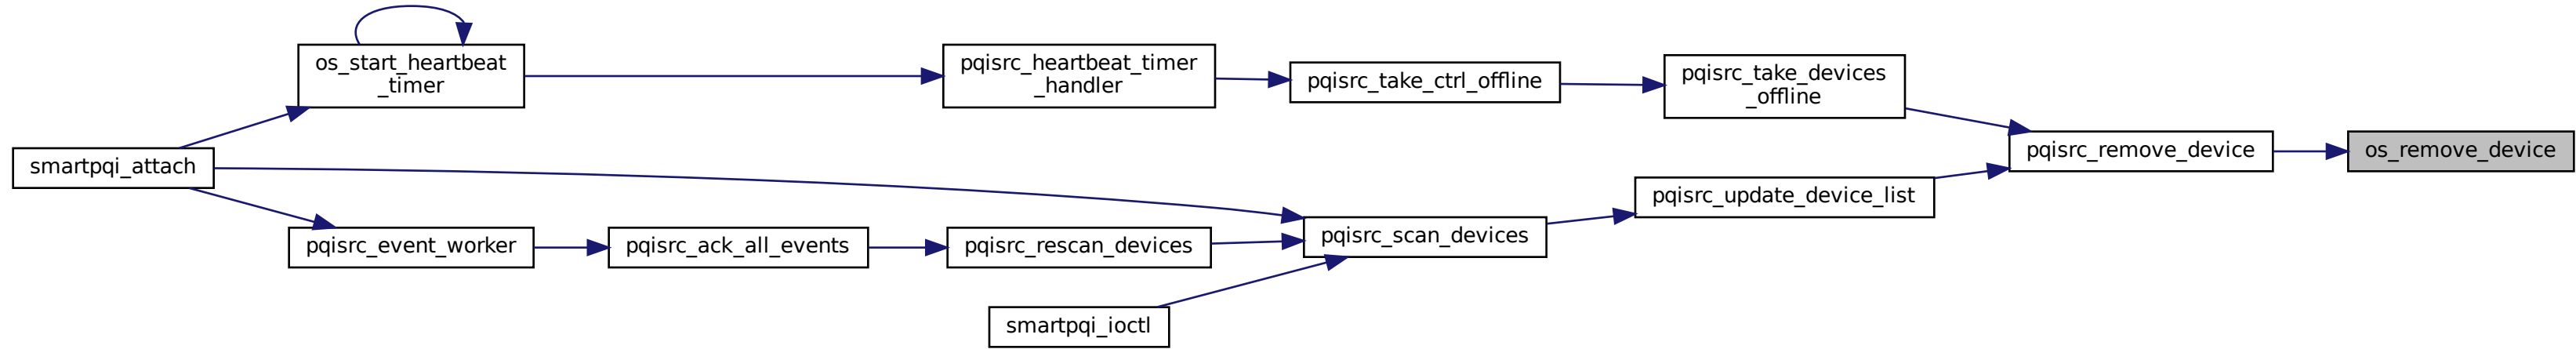 os_start_heartbeat
_timer
pqisrc_heartbeat_timer
_handler
pqisrc_take_ctrl_offline
pqisrc_take_devices
_offline
smartpqi_attach
pqisrc_remove_device
os_remove_device
pqisrc_update_device_list
pqisrc_event_worker
pqisrc_ack_all_events
pqisrc_rescan_devices
pqisrc_scan_devices
smartpqi_ioctl